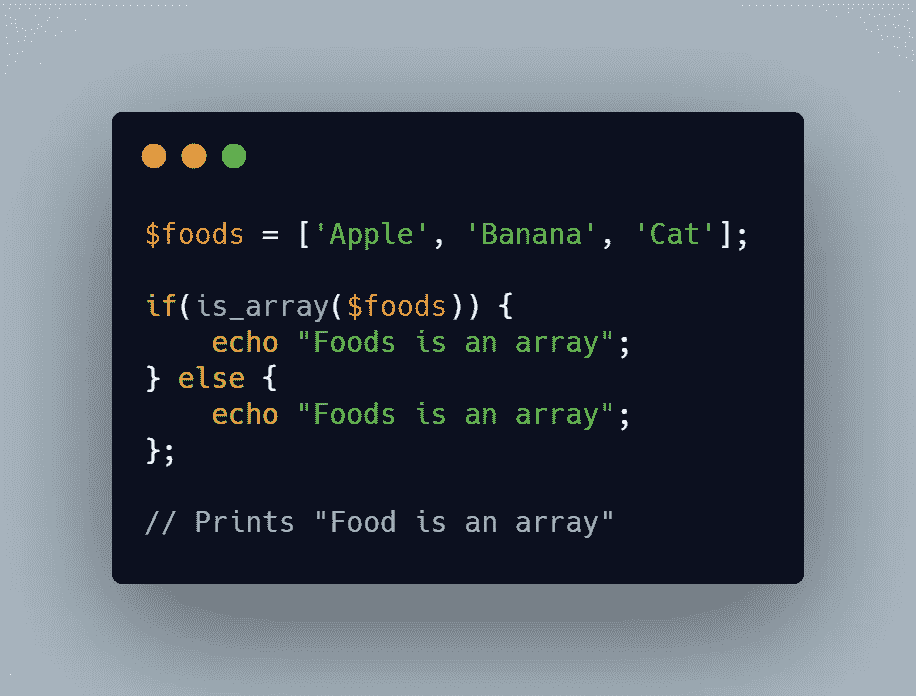 $foods = ['Apple', 'Banana', 'Cat'];
if(is_array($foods)) {
    echo "Foods is an array";
} else {
    echo "Foods is an array";
};
// Prints "Food is an array"